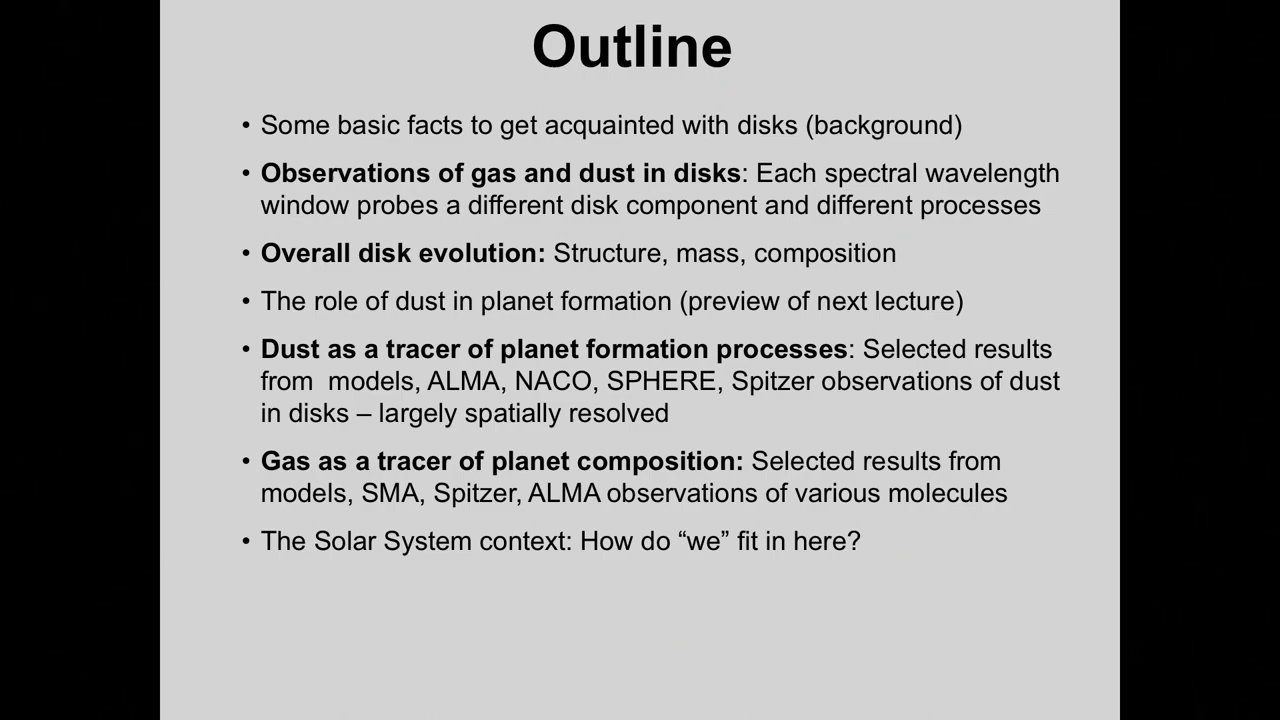 Outline
• Some basic facts to get acquainted with disks (background)
• Observations of gas and dust in disks: Each spectral wavelength
window probes a different disk component and different processes
• Overall disk evolution: Structure, mass, composition
• The role of dust in planet formation (preview of next lecture)
• Dust as a tracer of planet formation processes: Selected results
from  models, ALMA, NACO, SPHERE, Spitzer observations of dust
in disks – largely spatially resolved
• Gas as a tracer of planet composition: Selected results from
models, SMA, Spitzer, ALMA observations of various molecules
• The Solar System context: How do “we” fit in here?